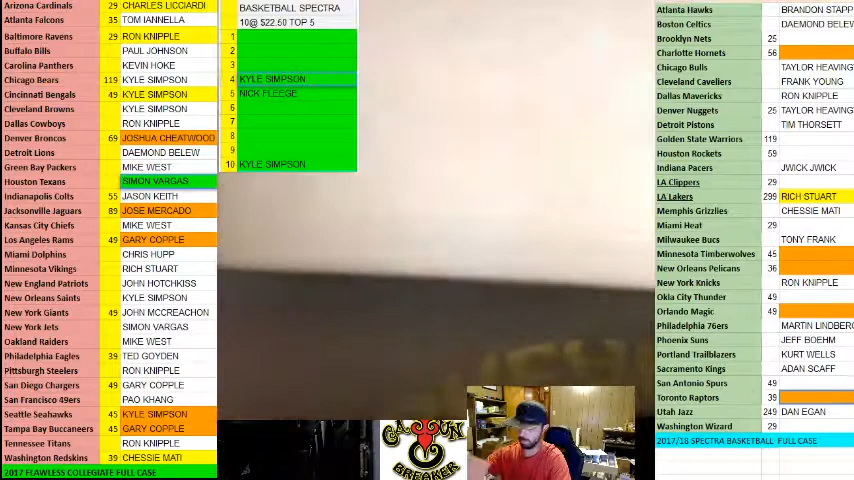 Arizona Cardinals 29 CHARLES LICCIARDI
Atlanta Falcons 35 TOM IANNELLA
Baltimore Ravens 29 RON KNIPPLE
Buffalo Bills PAUL JOHNSON
Carolina Panthers KEVIN HOKE
Chicago Bears 119 KYLE SIMPSON
Cincinnati Bengals 49 KYLE SIMPSON
Cleveland Browns KYLE SIMPSON
Dallas Cowboys RON KNIPPLE
Denver Broncos 69 JOSHUA CHEATWOOD
Detroit Lions DAEMOND BELEW
Green Bay Packers MIKE WEST
Houston Texans SIMON VARGAS
Indianapolis Colts 55 JASON KEITH
Jacksonville Jaguars 89 JOSE MERCADO
Kansas City Chiefs MIKE WEST
Los Angeles Rams 49 GARY COPPLE
Miami Dolphins CHRIS HUPP
Minnesota Vikings RICH STUART
New England Patriots JOHN HOTCHKISS
New Orleans Saints KYLE SIMPSON
New York Giants 49 JOHN MCCREACHON
New York Jets SIMON VARGAS
Oakland Raiders MIKE WEST
Philadelphia Eagles 39 TED GOYDEN
Pittsburgh Steelers RON KNIPPLE
San Diego Chargers 49 GARY COPPLE
San Francisco 49ers PAO KHANG
Seattle Seahawks 45 KYLE SIMPSON
Tampa Bay Buccaneers 45 GARY COPPLE
Tennessee Titans RON KNIPPLE
Washington Redskins 39 CHESSIE MATI
2017 FLAWLESS COLLEGIATE FULL CASE
BASKETBALL SPECTRA
10@ $22.50 TOP 5
1
2
3
4 KYLE SIMPSON
5 NICK FLEEGE
6
7
8
9
10 KYLE SIMPSON
CAJUN
BREAKER
Atlanta Hawks BRANDON STAPP
Boston Celtics DAEMOND BELEW
Brooklyn Nets 25
Charlotte Hornets 56
Chicago Bulls TAYLOR HEAVING
Cleveland Caveliers FRANK YOUNG
Dallas Mavericks RON KNIPPLE
Denver Nuggets 25 TAYLOR HEAVING
Detroit Pistons TIM THORSETT
Golden State Warriors 119
Houston Rockets 59
Indiana Pacers JWICK JWICK
LA Clippers 29
LA Lakers 299 RICH STUART
Memphis Grizzlies CHESSIE MATI
Miami Heat 29
Milwaukee Bucs TONY FRANK
Minnesota Timberwolves 45
New Orleans Pelicans 36
New York Knicks RON KNIPPLE
Okla City Thunder 49
Orlando Magic 49
Philadelphia 76ers MARTIN LINDBERG
Phoenix Suns JEFF BOEHM
Portland Trailblazers KURT WELLS
Sacramento Kings ADAN SCAFF
San Antonio Spurs 49
Toronto Raptors 39
Utah Jazz 249 DAN EGAN
Washington Wizard 29
2017/18 SPECTRA BASKETBALL FULL CASE